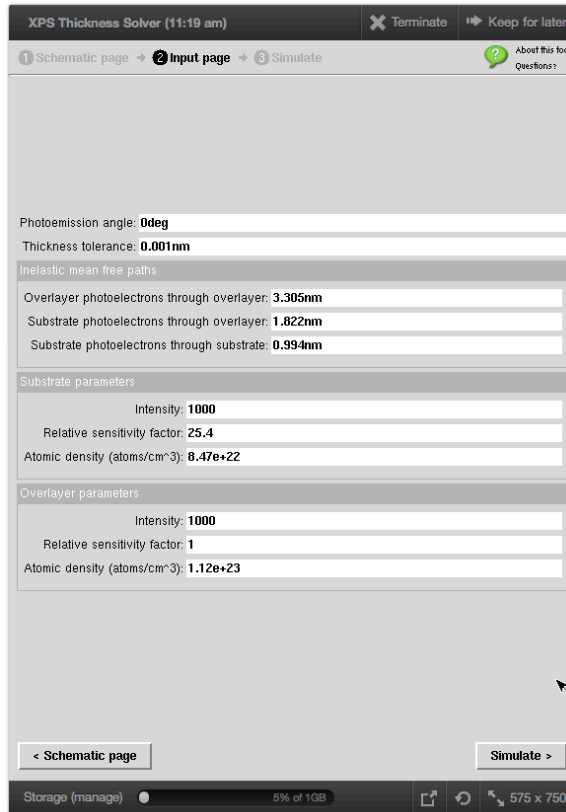 XPS Thickness Solver (11:19 am) Terminate Keep for later
1 Schematic page → 2 Input page → 3 Simulate About this too
Questions?
Photoemission angle: 0deg
Thickness tolerance: 0.001nm
Inelastic mean free paths
Overlayer photoelectrons through overlayer: 3.305nm
Substrate photoelectrons through overlayer: 1.822nm
Substrate photoelectrons through substrate: 0.994nm
Substrate parameters
Intensity: 1000
Relative sensitivity factor: 25.4
Atomic density (atoms/cm^3): 8.47e+22
Overlayer parameters
Intensity: 1000
Relative sensitivity factor: 1
Atomic density (atoms/cm^3): 1.12e+23
< Schematic page Simulate >
Storage (manage) 5% of 1GB 575 x 750